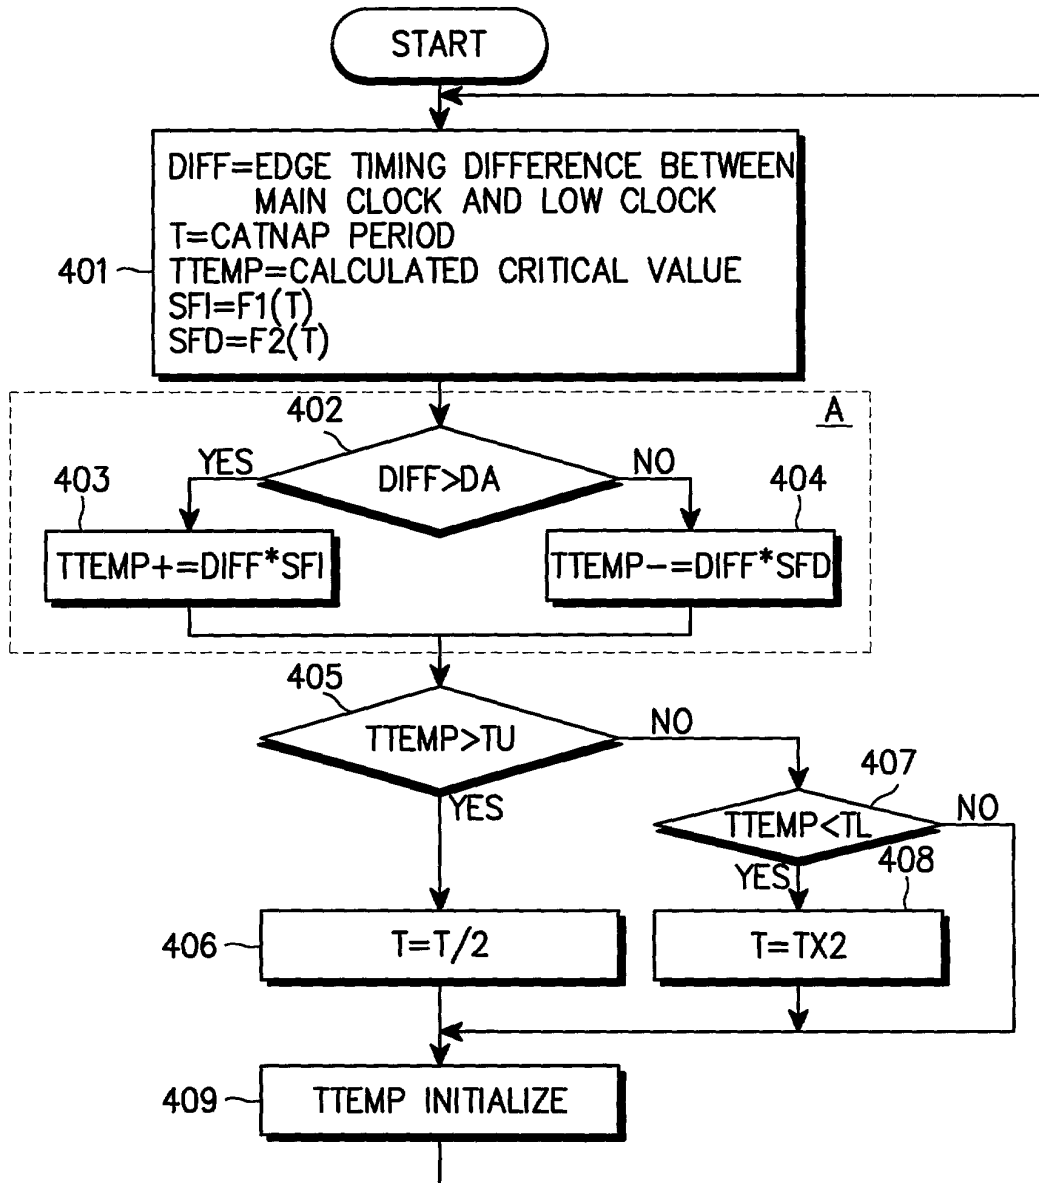 START
DIFF=EDGE TIMING DIFFERENCE BETWEEN
MAIN CLOCK AND LOW CLOCK
T=CATNAP PERIOD
401
TTEMP=CALCULATED CRITICAL VALUE
SFI=F1(T)
SFD=F2(T)
402
A
YES
NO
403
DIFF>DA
404
TTEMP+=DIFF*SFI
TTEMP-=DIFF*SFD
405
TTEMP>TU
NO
407
YES
TTEMP<TL
NO
YES
408
406
T=T/2
T=TX2
409
TTEMP INITIALIZE